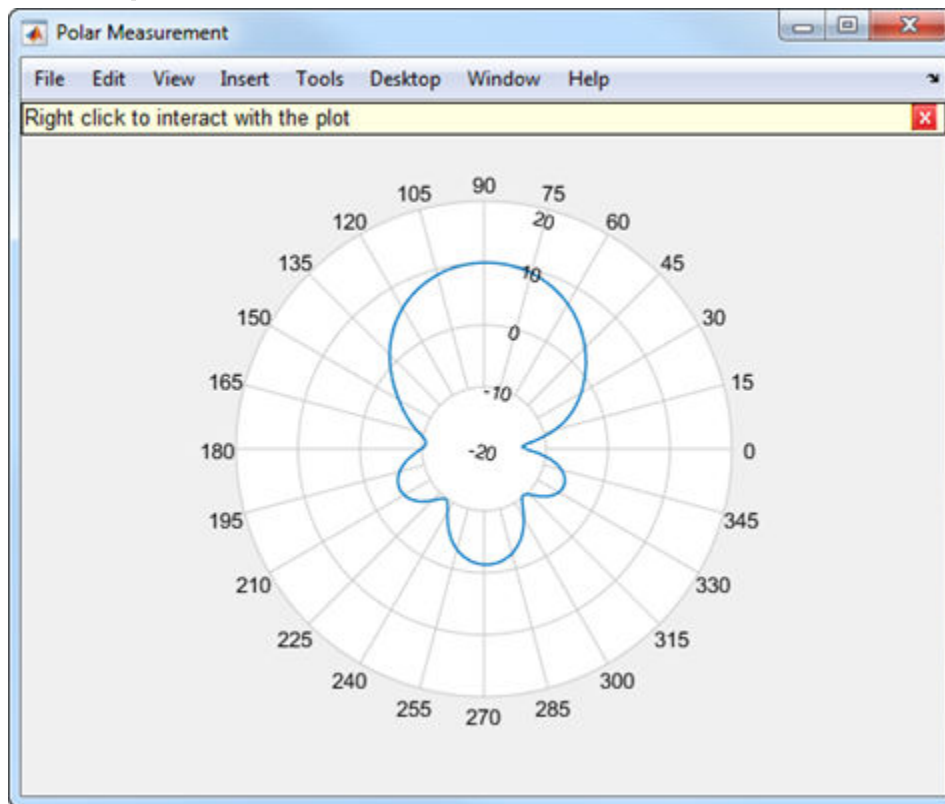 Polar Measurement
File Edit View Insert Tools Desktop Window Help
Right click to interact with the plot
90
105 75
120 20 60
135 10 45
150 0 30
165 -10 15
180 -20 0
195 345
210 330
225 315
240 300
255 285
270